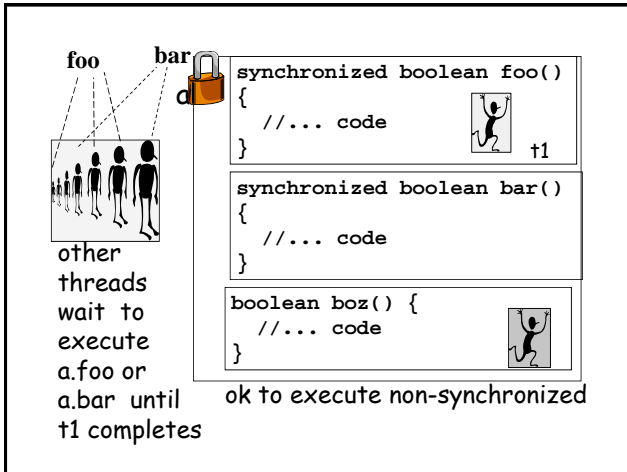 foo
bar
a
synchronized boolean foo()
{
//... code
}
t1
synchronized boolean bar()
{
//... code
}
boolean boz() {
//... code
}
other
threads
wait to
execute
a.foo or
a.bar until
t1 completes
ok to execute non-synchronized